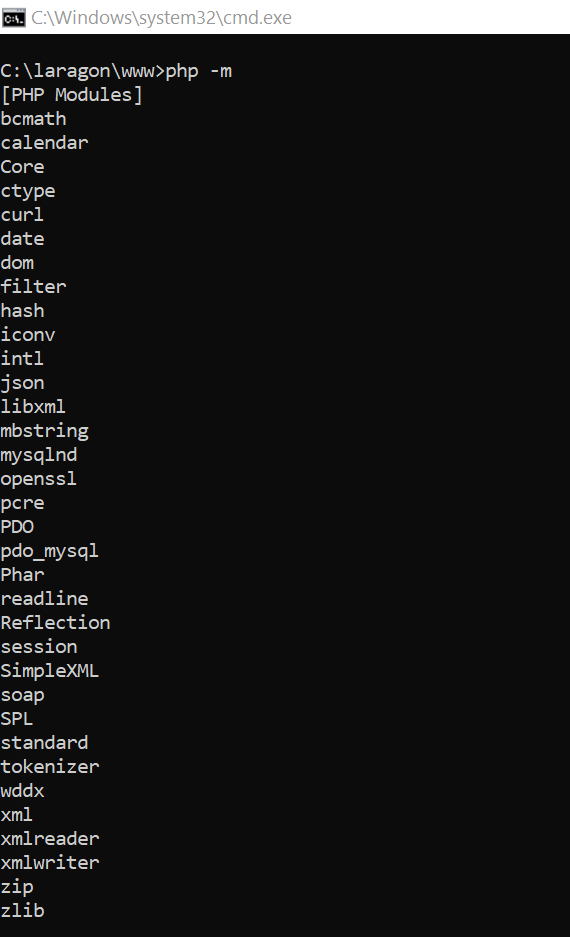 C:\Windows\system32\cmd.exe
C:\laragon\www>php -m
[PHP Modules]
bcmath
calendar
Core
ctype
curl
date
dom
filter
hash
iconv
intl
json
libxml
mbstring
mysqlnd
openssl
pcre
PDO
pdo_mysql
Phar
readline
Reflection
session
SimpleXML
soap
SPL
standard
tokenizer
wddx
xml
xmlreader
xmlwriter
zip
zlib